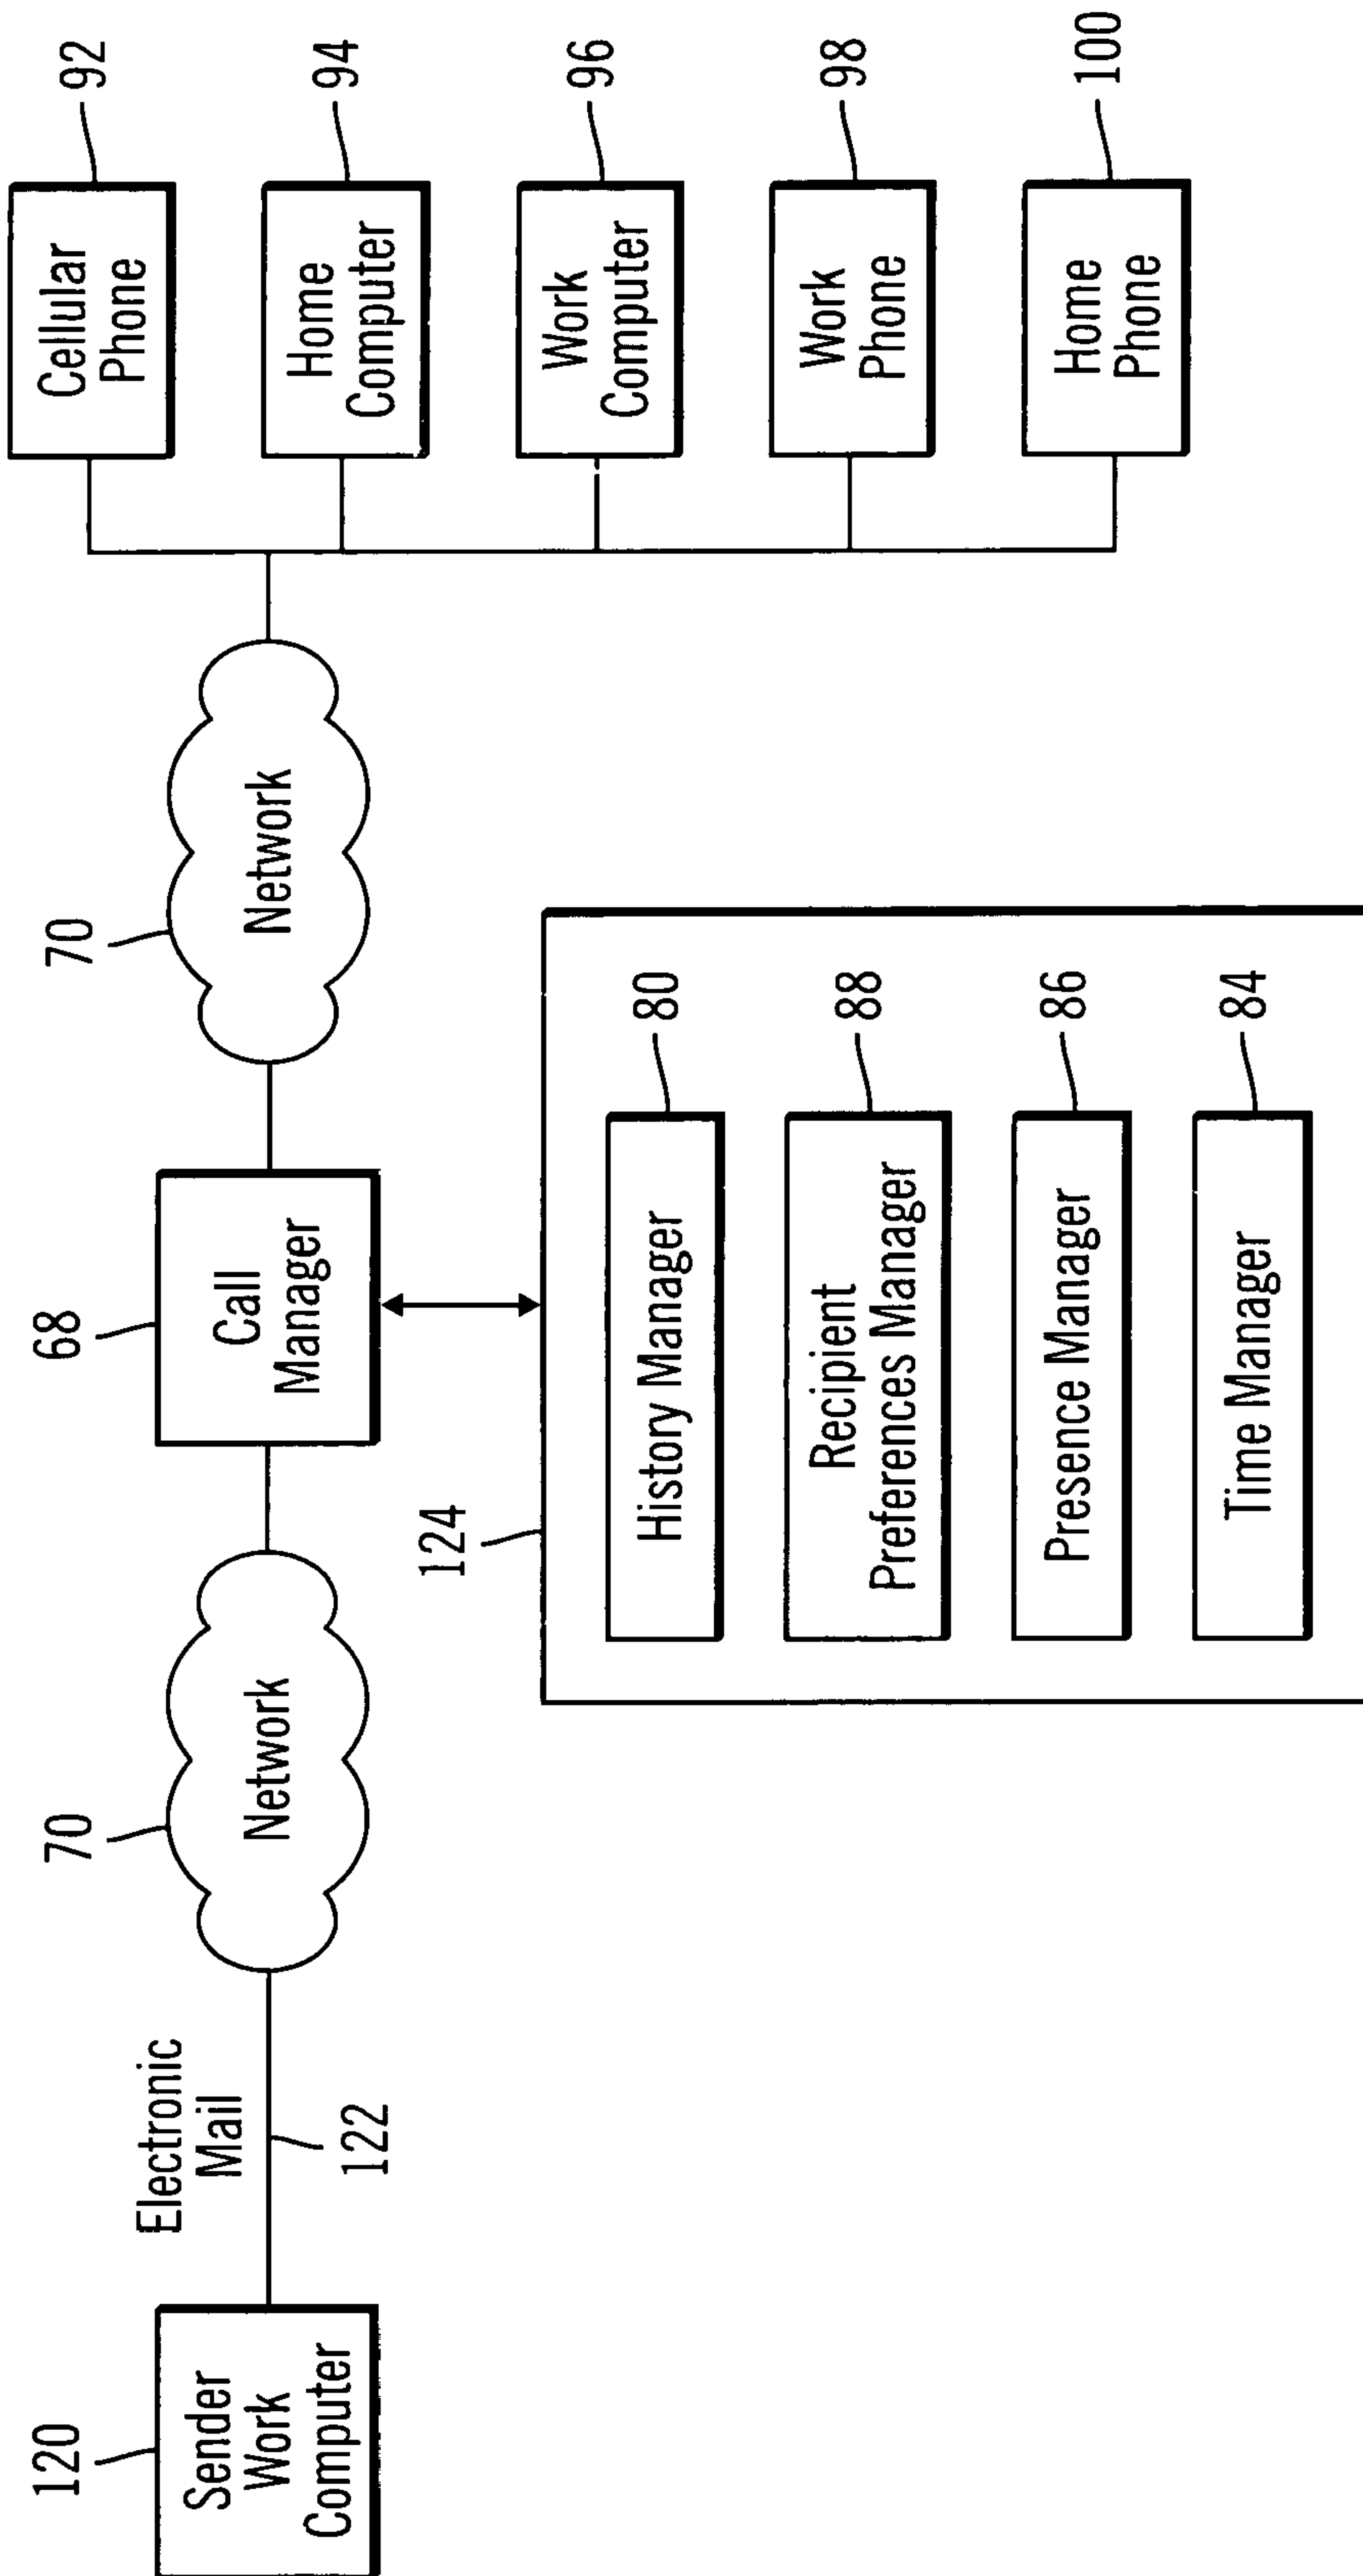 120
Sender
Work
Computer
Electronic
Mail
122
70
Network
68
Call
Manager
70
Network
Cellular
Phone
92
Home
Computer
94
Work
Computer
96
Work
Phone
98
Home
Phone
100
124
History Manager
80
Recipient
Preferences Manager
88
Presence Manager
86
Time Manager
84